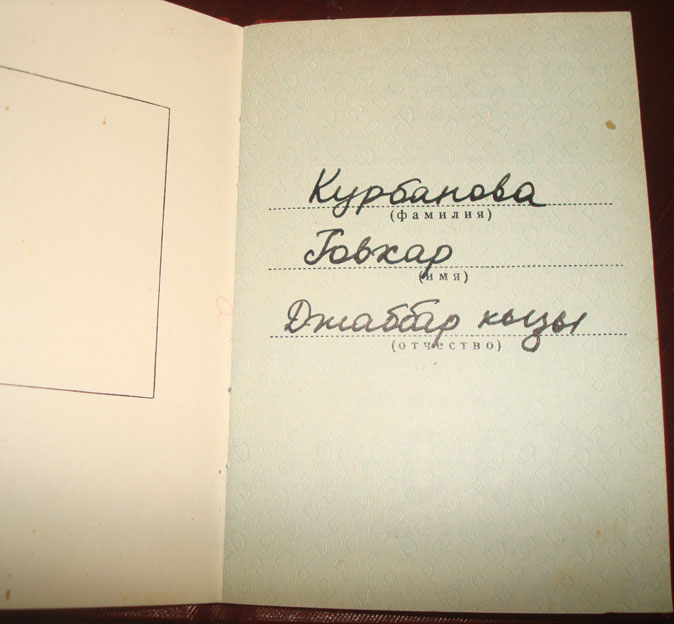 Курбанова
(фамилия)
Говхар
(имя)
Джаббар кызы
(отчество)